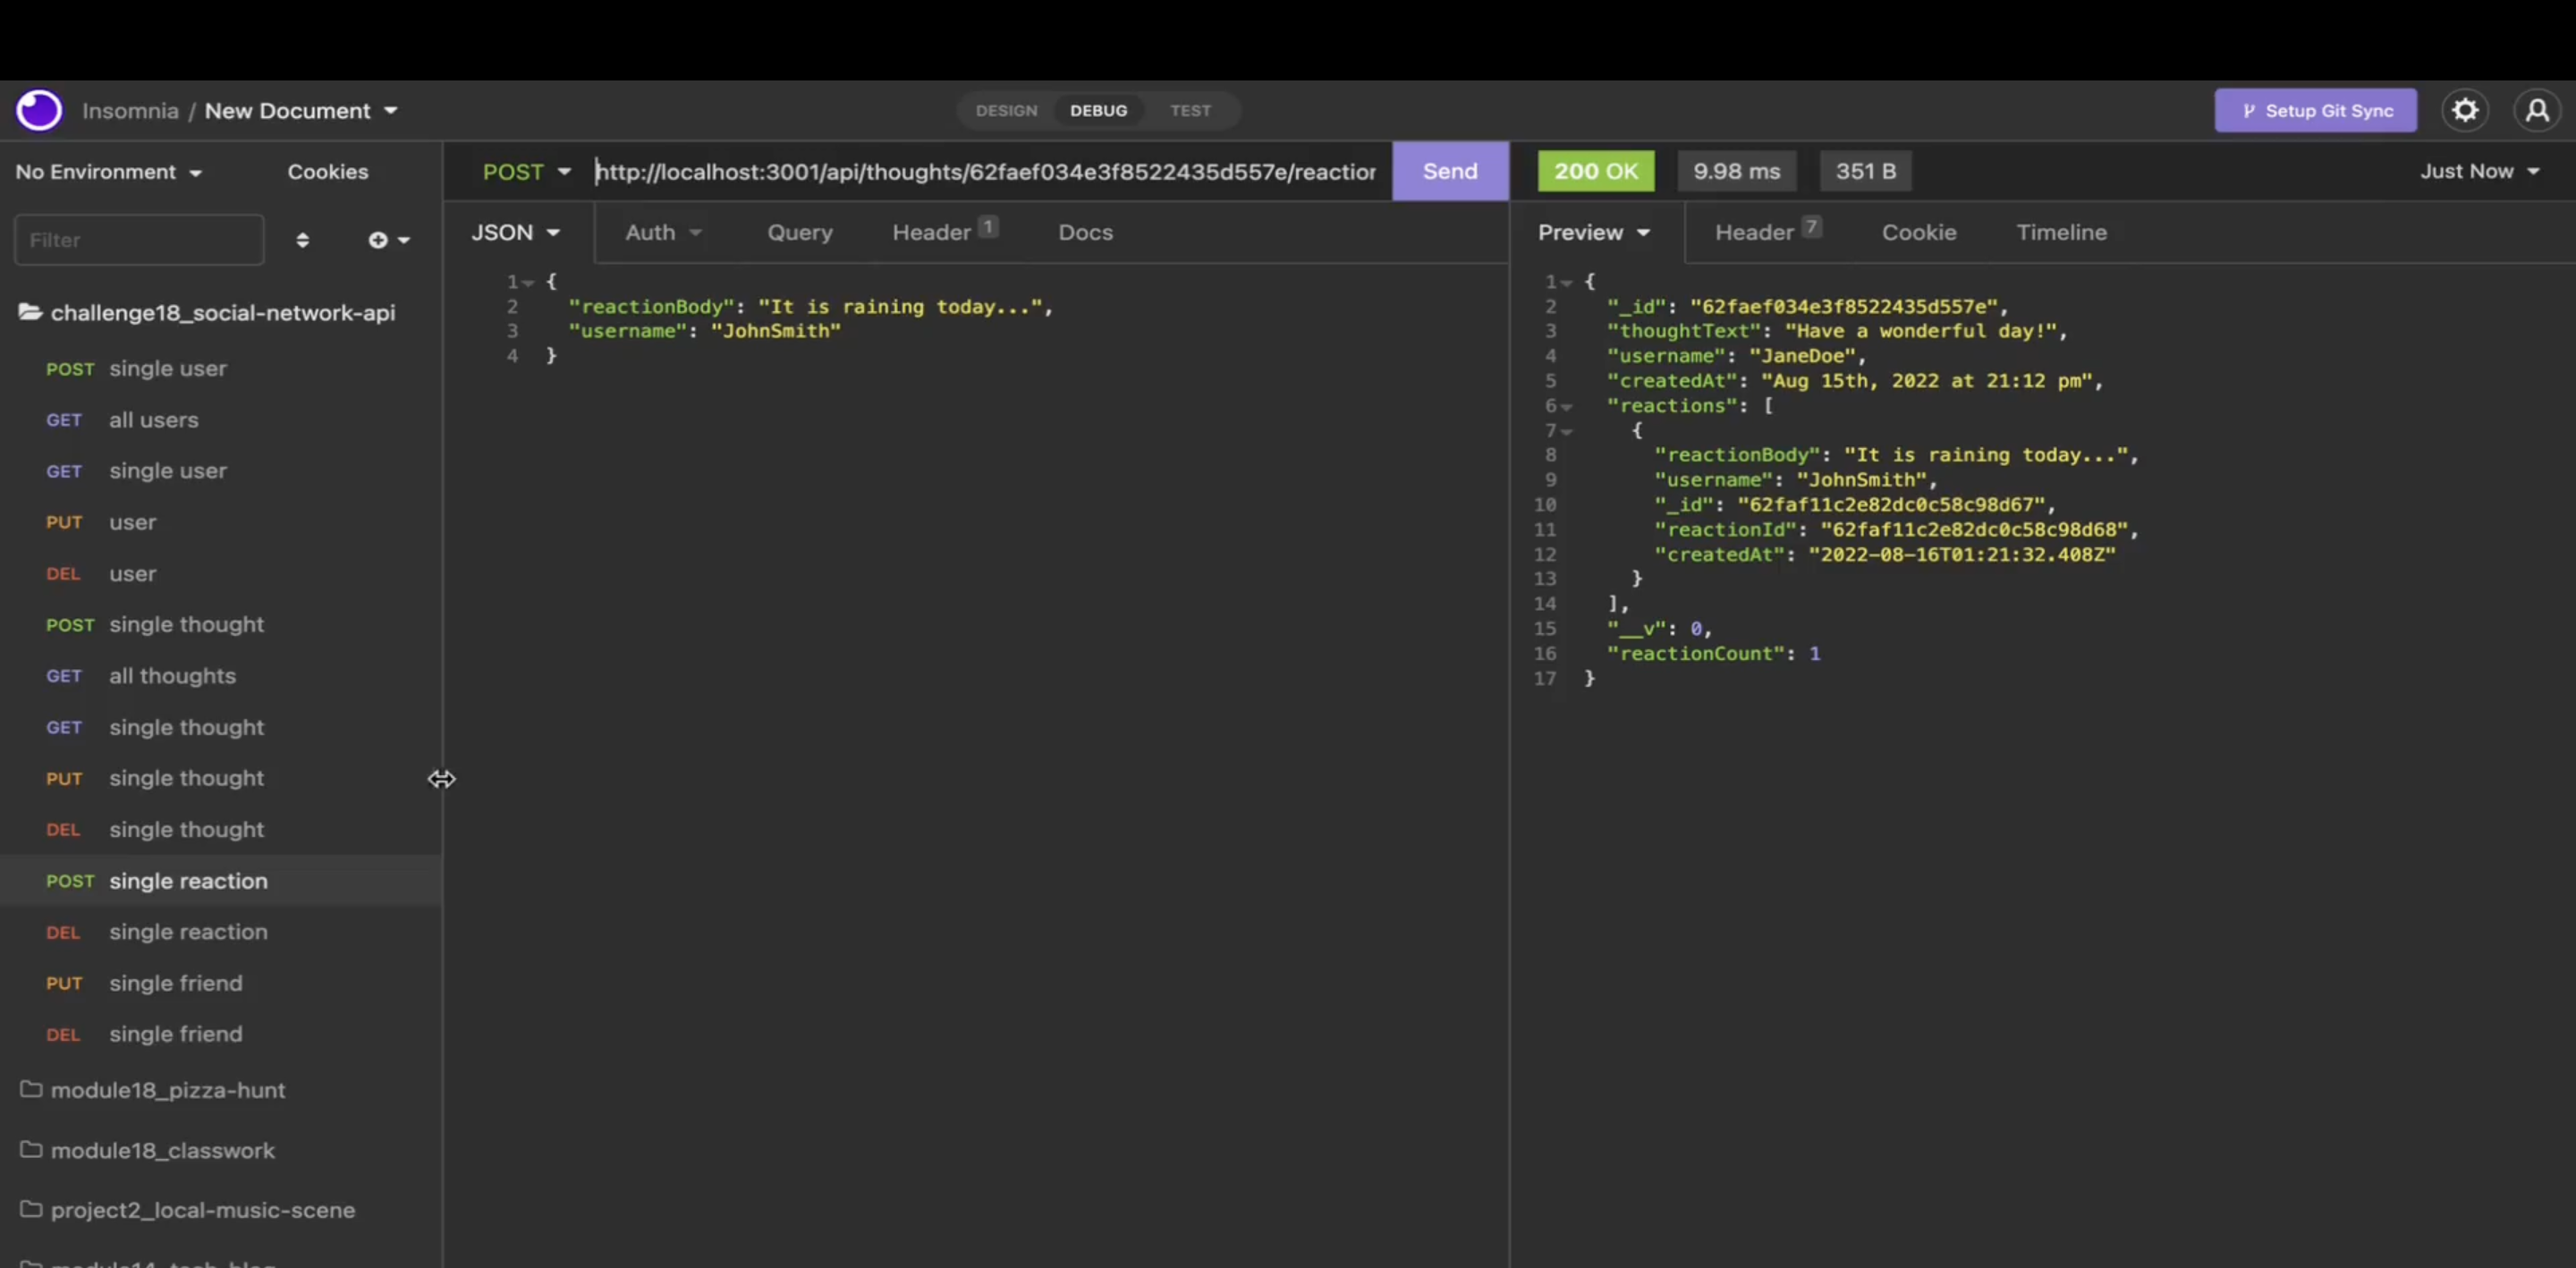 Insomnia / New Document
DESIGN DEBUG TEST
Setup Git Sync
No Environment Cookies
POST http://localhost:3001/api/thoughts/62faef034e3f8522435d557e/reaction Send
200 OK 9.98 ms 351 B Just Now
Filter
JSON Auth Query Header 1 Docs
Preview Header 7 Cookie Timeline
challenge18_social-network-api
POST single user
GET all users
GET single user
PUT user
DEL user
POST single thought
GET all thoughts
GET single thought
PUT single thought
DEL single thought
POST single reaction
DEL single reaction
PUT single friend
DEL single friend
module18_pizza-hunt
module18_classwork
project2_local-music-scene
1 {
2 "reactionBody": "It is raining today...",
3 "username": "JohnSmith"
4 }
1 {
2 "_id": "62faef034e3f8522435d557e",
3 "thoughtText": "Have a wonderful day!",
4 "username": "JaneDoe",
5 "createdAt": "Aug 15th, 2022 at 21:12 pm",
6 "reactions": [
7 {
8 "reactionBody": "It is raining today...",
9 "username": "JohnSmith",
10 "_id": "62faf11c2e82dc0c58c98d67",
11 "reactionId": "62faf11c2e82dc0c58c98d68",
12 "createdAt": "2022-08-16T01:21:32.408Z"
13 }
14 ],
15 "__v": 0,
16 "reactionCount": 1
17 }